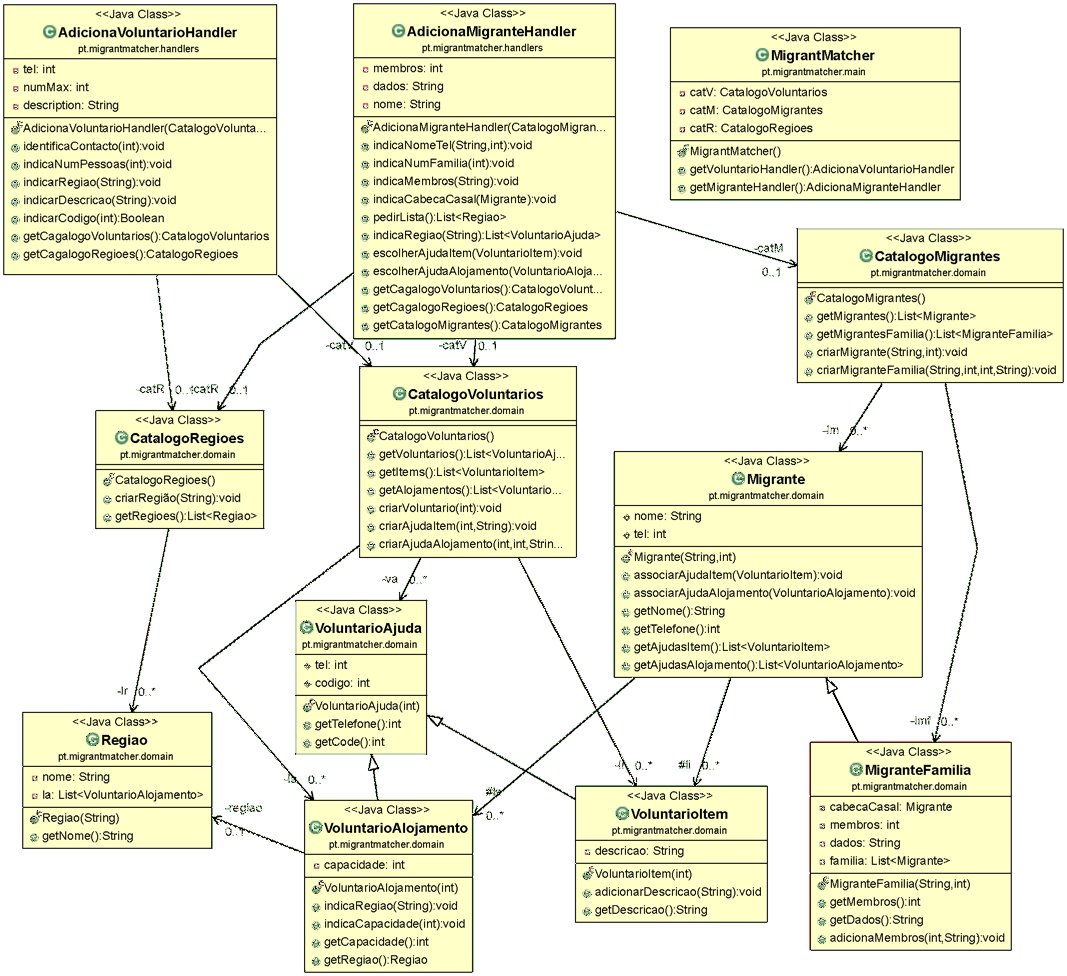 <<Java Class>>
AdicionaVoluntarioHandler
pt.migrantmatcher.handlers
tel: int
numMax: int
description: String
AdicionaVoluntarioHandler(CatalogoVolunta...
identificaContacto(int):void
indicaNumPessoas(int):void
indicarRegiao(String):void
indicarDescricao(String):void
indicarCodigo(int):Boolean
getCagalogoVoluntarios():CatalogoVoluntarios
getCagalogoRegioes():CatalogoRegioes
<<Java Class>>
AdicionaMigranteHandler
pt.migrantmatcher.handlers
membros: int
dados: String
nome: String
AdicionaMigranteHandler(CatalogoMigran...
indicaNomeTel(String,int):void
indicaNumFamilia(int):void
indicaMembros(String):void
indicaCabecaCasal(Migrante):void
pedirLista():List<Regiao>
indicaRegiao(String):List<VoluntarioAjuda>
escolherAjudaItem(VoluntarioItem):void
escolherAjudaAlojamento(VoluntarioAloja...
getCagalogoVoluntarios():CatalogoVolunt...
getCagalogoRegioes():CatalogoRegioes
getCatalogoMigrantes():CatalogoMigrantes
<<Java Class>>
MigrantMatcher
pt.migrantmatcher.main
catV: CatalogoVoluntarios
catM: CatalogoMigrantes
catR: CatalogoRegioes
MigrantMatcher()
getVoluntarioHandler():AdicionaVoluntarioHandler
getMigranteHandler():AdicionaMigranteHandler
-catM
0..1
<<Java Class>>
CatalogoMigrantes
pt.migrantmatcher.domain
CatalogoMigrantes()
getMigrantes():List<Migrante>
getMigrantesFamilia():List<MigranteFamilia>
criarMigrante(String,int):void
criarMigranteFamilia(String,int,int,String):void
-catV 0..1
-catV 0..1
-catR 0..1
-catR 0..1
<<Java Class>>
CatalogoRegioes
pt.migrantmatcher.domain
CatalogoRegioes()
criarRegião(String):void
getRegioes():List<Regiao>
<<Java Class>>
CatalogoVoluntarios
pt.migrantmatcher.domain
CatalogoVoluntarios()
getVoluntarios():List<VoluntarioAj...
getItems():List<VoluntarioItem>
getAlojamentos():List<Voluntario...
criarVoluntario(int):void
criarAjudaItem(int,String):void
criarAjudaAlojamento(int,int,Strin...
-lm 0..*
<<Java Class>>
Migrante
pt.migrantmatcher.domain
nome: String
tel: int
Migrante(String,int)
associarAjudaItem(VoluntarioItem):void
associarAjudaAlojamento(VoluntarioAlojamento):void
getNome():String
getTelefone():int
getAjudasItem():List<VoluntarioItem>
getAjudasAlojamento():List<VoluntarioAlojamento>
-va 0..*
<<Java Class>>
VoluntarioAjuda
pt.migrantmatcher.domain
tel: int
codigo: int
VoluntarioAjuda(int)
getTelefone():int
getCode():int
-lr 0..*
<<Java Class>>
Regiao
pt.migrantmatcher.domain
nome: String
la: List<VoluntarioAlojamento>
Regiao(String)
getNome():String
-regiao
0..1
-la 0..*
<<Java Class>>
VoluntarioAlojamento
pt.migrantmatcher.domain
capacidade: int
VoluntarioAlojamento(int)
indicaRegiao(String):void
indicaCapacidade(int):void
getCapacidade():int
getRegiao():Regiao
#la
0..*
0..*
#li 0..*
<<Java Class>>
VoluntarioItem
pt.migrantmatcher.domain
descricao: String
VoluntarioItem(int)
adicionarDescricao(String):void
getDescricao():String
-lmf 0..*
<<Java Class>>
MigranteFamilia
pt.migrantmatcher.domain
cabecaCasal: Migrante
membros: int
dados: String
familia: List<Migrante>
MigranteFamilia(String,int)
getMembros():int
getDados():String
adicionaMembros(int,String):void